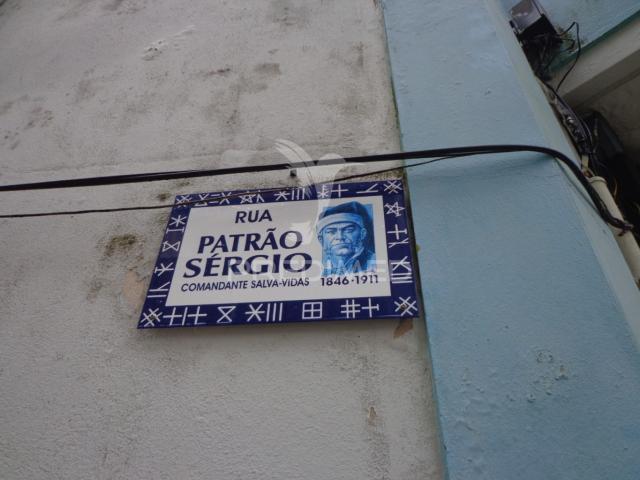 RUA
PATRÃO
SÉRGIO
COMANDANTE SALVA-VIDAS 1846-1911